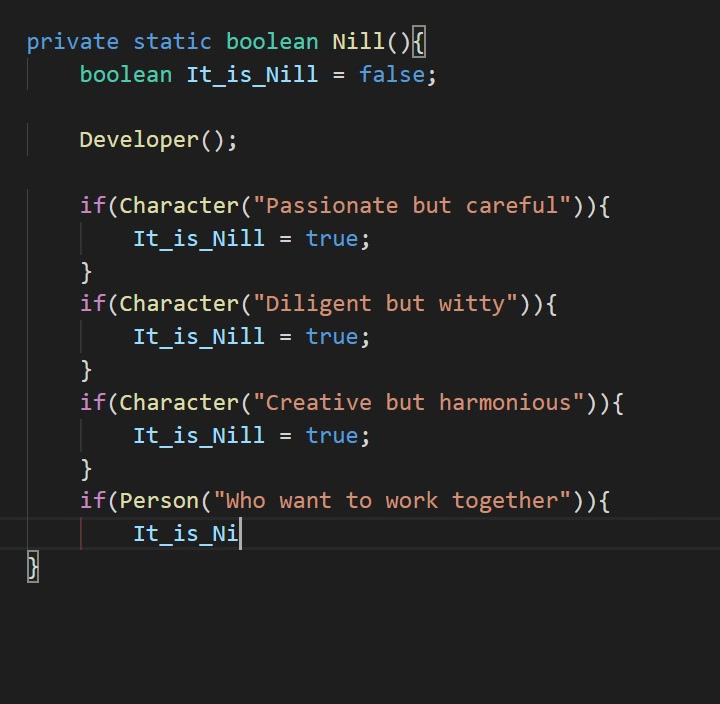 private static boolean Nill(){
    boolean It_is_Nill = false;

    Developer();

    if(Character("Passionate but careful")){
        It_is_Nill = true;
    }
    if(Character("Diligent but witty")){
        It_is_Nill = true;
    }
    if(Character("Creative but harmonious")){
        It_is_Nill = true;
    }
    if(Person("Who want to work together")){
        It_is_Ni
}